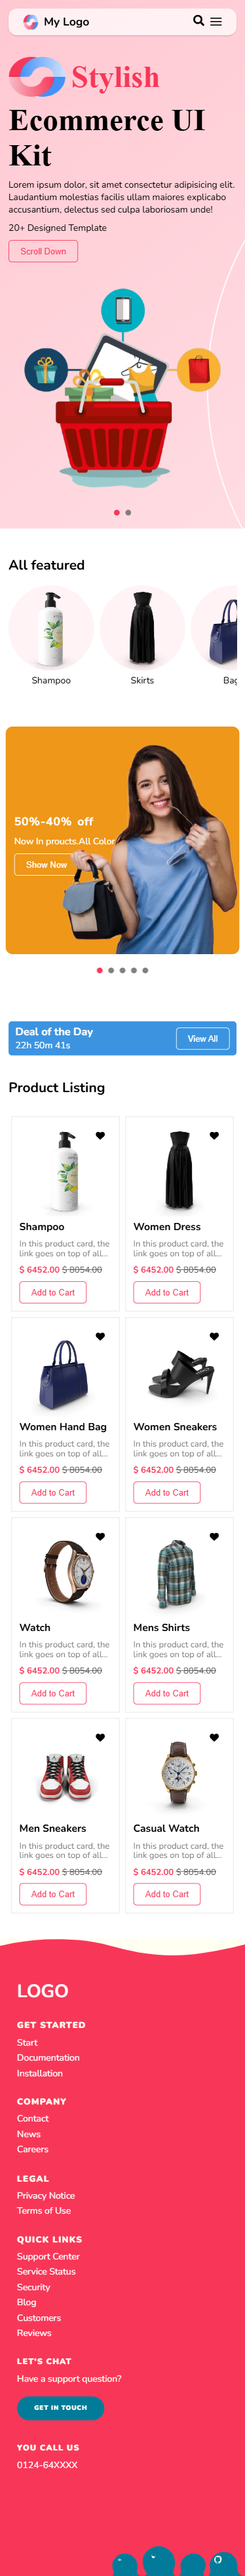 My Logo
Stylish
Ecommerce UI
Kit
Lorem ipsum dolor, sit amet consectetur adipisicing elit.
Laudantium molestias facilis ullam maiores explicabo
accusantium, delectus sed culpa laboriosam unde!
20+ Designed Template
Scroll Down
All featured
Shampoo
Skirts
Bag
50%-40% off
Now In proucts.All Color
Show Now
Deal of the Day
22h 50m 41s
View All
Product Listing
Shampoo
In this product card, the
link goes on top of all...
$ 6452.00 $ 8054.00
Add to Cart
Women Dress
In this product card, the
link goes on top of all...
$ 6452.00 $ 8054.00
Add to Cart
Women Hand Bag
In this product card, the
link goes on top of all...
$ 6452.00 $ 8054.00
Add to Cart
Women Sneakers
In this product card, the
link goes on top of all...
$ 6452.00 $ 8054.00
Add to Cart
Watch
In this product card, the
link goes on top of all...
$ 6452.00 $ 8054.00
Add to Cart
Mens Shirts
In this product card, the
link goes on top of all...
$ 6452.00 $ 8054.00
Add to Cart
Men Sneakers
In this product card, the
link goes on top of all...
$ 6452.00 $ 8054.00
Add to Cart
Casual Watch
In this product card, the
link goes on top of all...
$ 6452.00 $ 8054.00
Add to Cart
LOGO
GET STARTED
Start
Documentation
Installation
COMPANY
Contact
News
Careers
LEGAL
Privacy Notice
Terms of Use
QUICK LINKS
Support Center
Service Status
Security
Blog
Customers
Reviews
LET'S CHAT
Have a support question?
GET IN TOUCH
YOU CALL US
0124-64XXXX